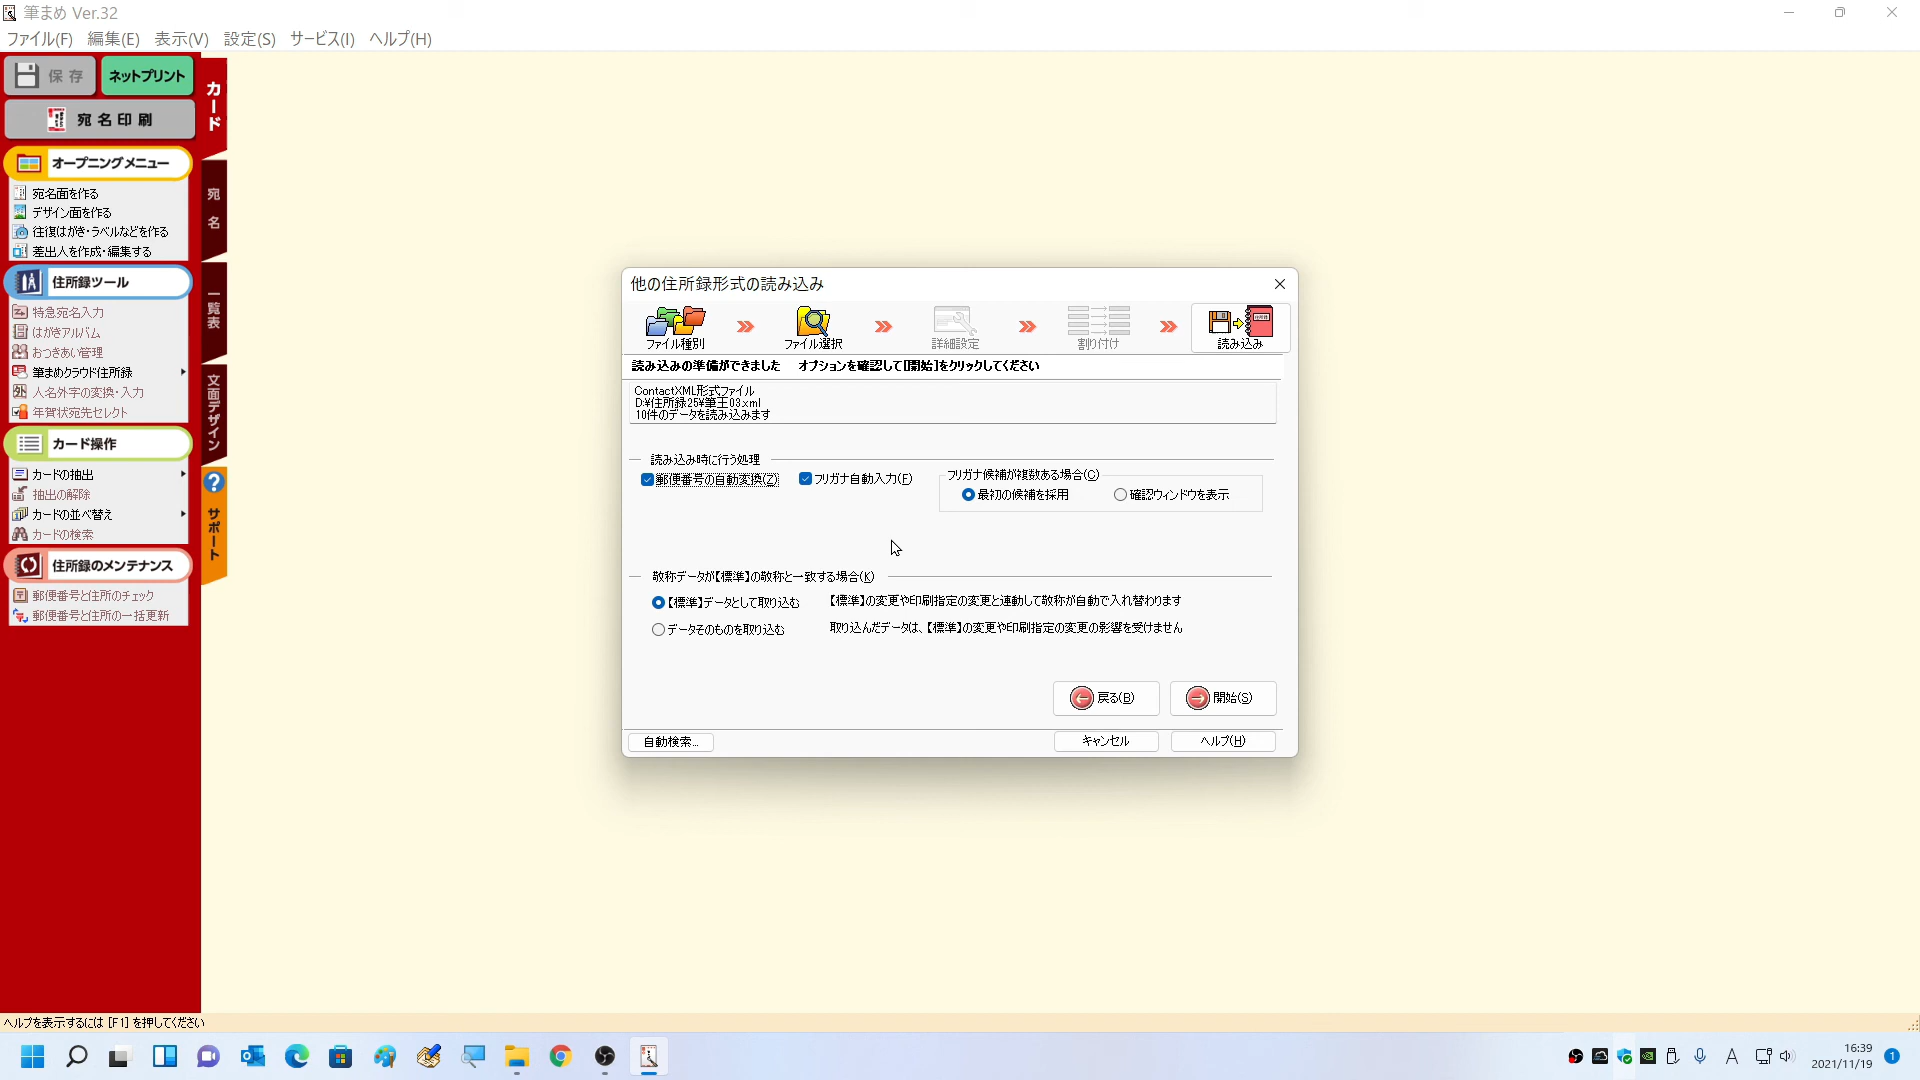 筆まめ Ver.32
ファイル(F) 編集(E) 表示(V) 設定(S) サービス(I) ヘルプ(H)
保存
ネットプリント
宛名印刷
カード
宛名
一覧表
文面デザイン
サポート
オープニングメニュー
宛名面を作る
デザイン面を作る
往復はがき・ラベルなどを作る
差出人を作成・編集する
住所録ツール
特急宛名入力
はがきアルバム
おつきあい管理
筆まめクラウド住所録
人名外字の変換・入力
年賀状宛先セレクト
カード操作
カードの抽出
抽出の解除
カードの並べ替え
カードの検索
住所録のメンテナンス
郵便番号と住所のチェック
郵便番号と住所の一括更新
他の住所録形式の読み込み
ファイル種別 ファイル選択 詳細設定 割り付け 読み込み
読み込みの準備ができました オプションを確認して[開始]をクリックしてください
ContactXML形式ファイル
D:¥住所録25¥筆王03.xml
10件のデータを読み込みます
読み込み時に行う処理
郵便番号の自動変換(Z) フリガナ自動入力(F)
フリガナ候補が複数ある場合(C)
最初の候補を採用 確認ウィンドウを表示
敬称データが【標準】の敬称と一致する場合(K)
【標準】データとして取り込む 【標準】の変更や印刷指定の変更と連動して敬称が自動で入れ替わります
データそのものを取り込む 取り込んだデータは、【標準】の変更や印刷指定の変更の影響を受けません
戻る(B) 開始(S)
自動検索... キャンセル ヘルプ(H)
ヘルプを表示するには [F1] を押してください
A
16:39
2021/11/19
1